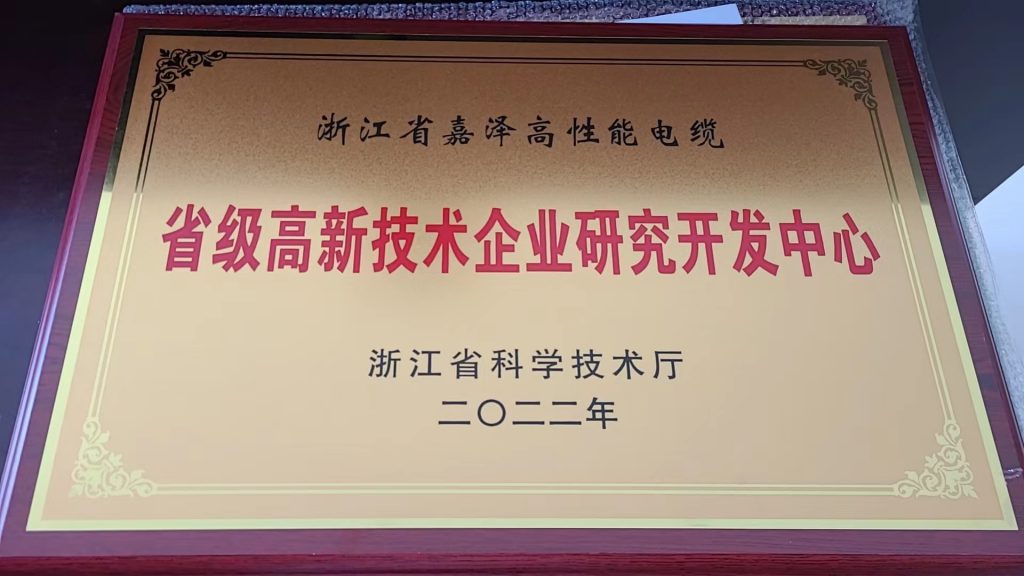 浙江省嘉泽高性能电缆
省级高新技术企业研究开发中心
浙江省科学技术厅
二〇二二年